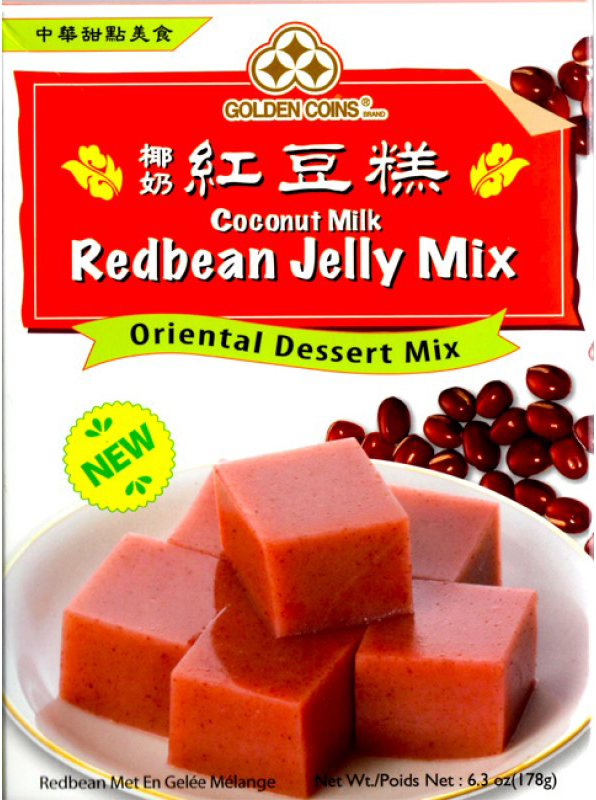 中華甜點美食
GOLDEN COINS® BRAND
椰奶 紅豆糕
Coconut Milk
Redbean Jelly Mix
Oriental Dessert Mix
NEW
Redbean Met En Gelée Mélange
Net Wt./Poids Net : 6.3 oz(178g)